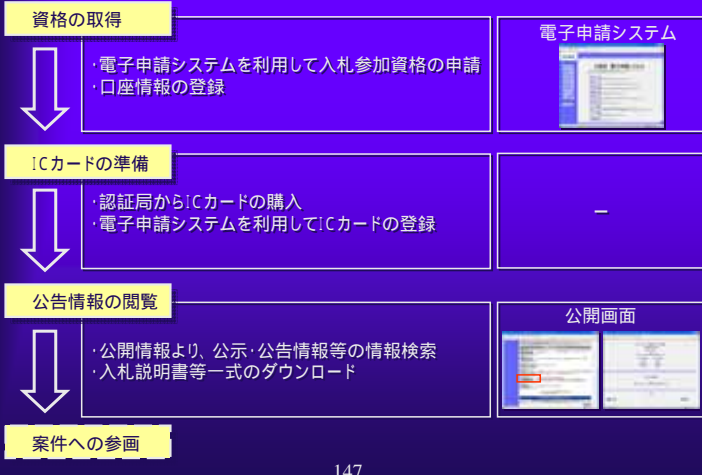 資格の取得
電子申請システム
･電子申請システムを利用して入札参加資格の申請
･口座情報の登録
ICカードの準備
･認証局からICカードの購入
･電子申請システムを利用してICカードの登録
－
公告情報の閲覧
公開画面
･公開情報より、公示･公告情報等の情報検索
･入札説明書等一式のダウンロード
案件への参画
147